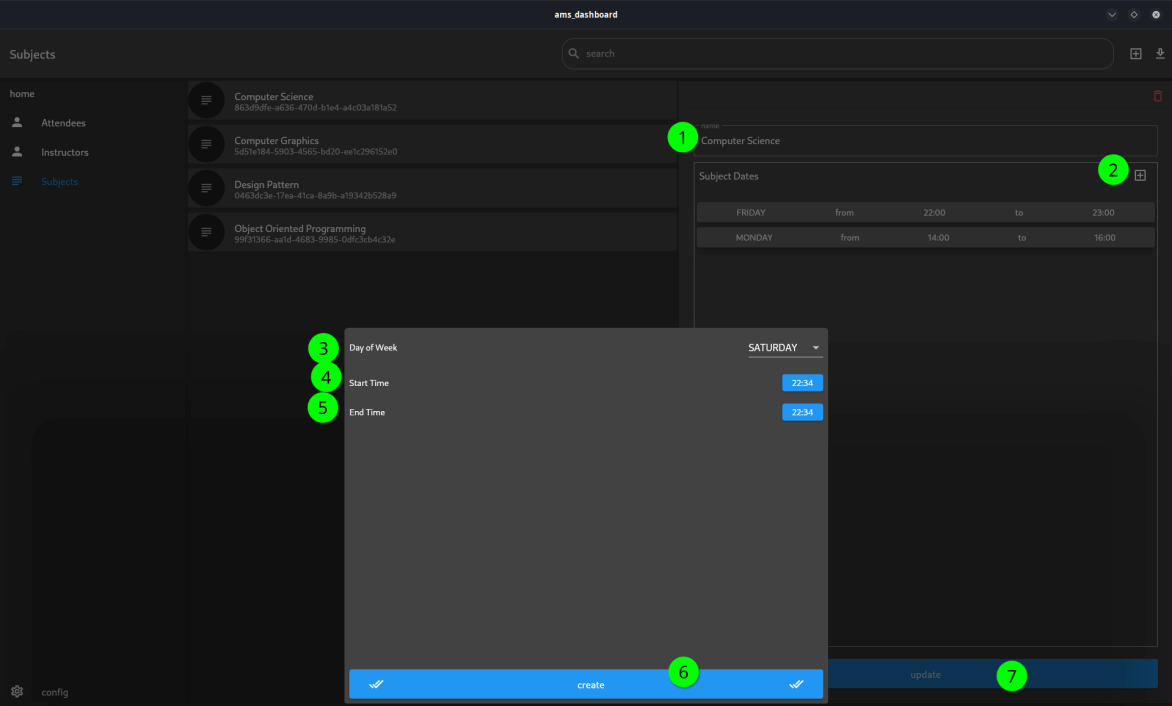 ams_dashboard
Subjects
search
home
Attendees
Instructors
Subjects
Computer Science
863d9dfe-a636-470d-b1e4-a4c03a181a52
Computer Graphics
5d51e184-5903-4565-bd20-ee1c296152e0
Design Pattern
0463dc3e-17ea-41ca-8a9b-a19342b528a9
Object Oriented Programming
99f31366-aa1d-4683-9985-0dfc3cb4c32e
name
1 Computer Science
Subject Dates 2
FRIDAY from 22:00 to 23:00
MONDAY from 14:00 to 16:00
3 Day of Week SATURDAY
4 Start Time 22:34
5 End Time 22:34
create 6
update 7
config